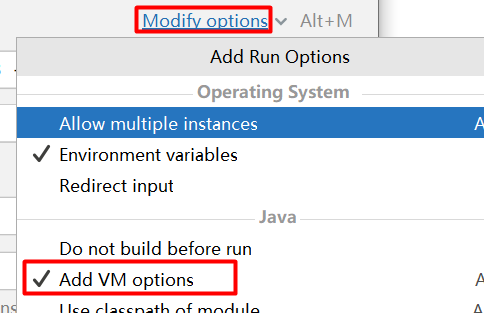 Modify options Alt+M
Add Run Options
Operating System
Allow multiple instances
Environment variables
Redirect input
Java
Do not build before run
Add VM options
Use classpath of module